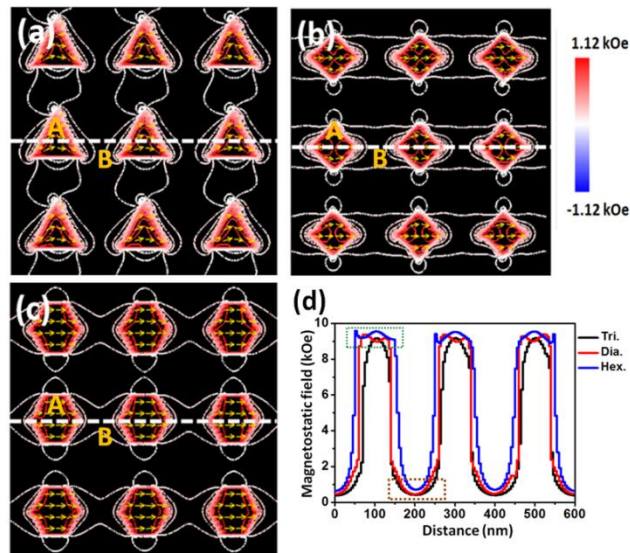 (a)
A
B
(b)
A
B
1.12 kOe
-1.12 kOe
(c)
A
B
(d)
Magnetostatic field (kOe)
10
8
6
4
2
0
0 100 200 300 400 500 600
Distance (nm)
Tri.
Dia.
Hex.